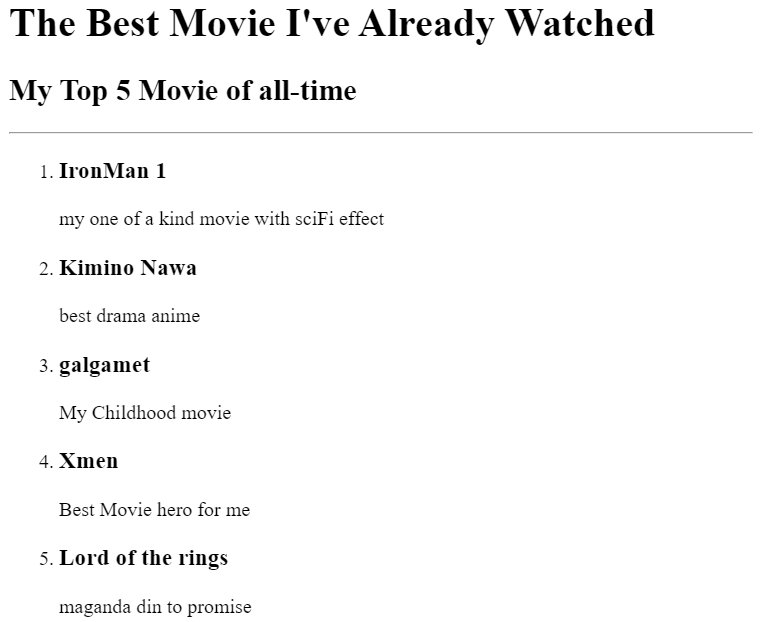 The Best Movie I've Already Watched
My Top 5 Movie of all-time
1. IronMan 1
my one of a kind movie with sciFi effect
2. Kimino Nawa
best drama anime
3. galgamet
My Childhood movie
4. Xmen
Best Movie hero for me
5. Lord of the rings
maganda din to promise